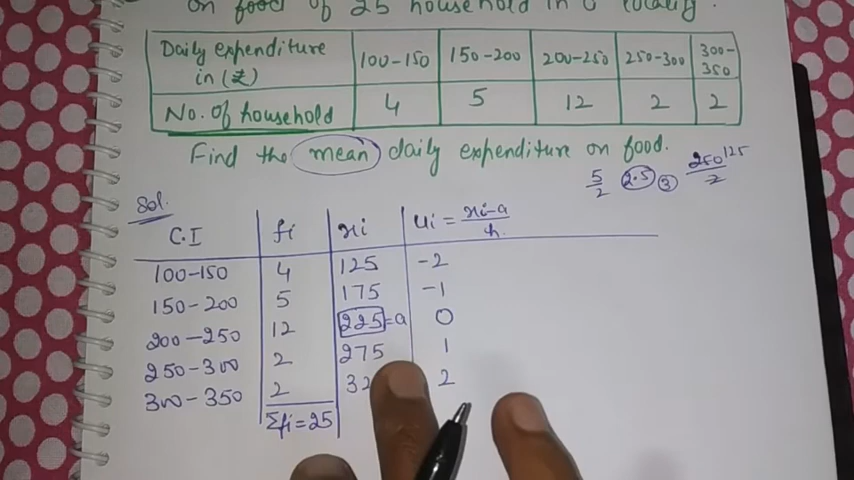 on food of 25 household in a locality.
Daily expenditure in (₹) 100-150 150-200 200-250 250-300 300-350
No. of household 4 5 12 2 2
Find the mean daily expenditure on food.
5/2 2.5 3 250/2 125
Sol.
C.I fi xi ui = xi-a/h
100-150 4 125 -2
150-200 5 175 -1
200-250 12 225=a 0
250-300 2 275 1
300-350 2 32 2
Σfi=25